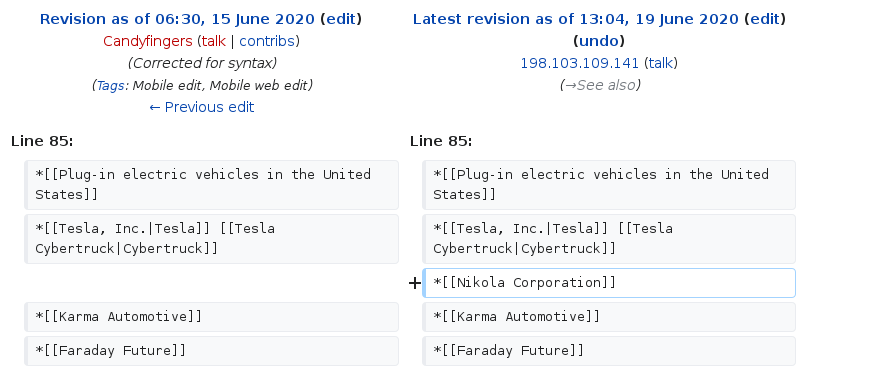 Revision as of 06:30, 15 June 2020 (edit)
Candyfingers (talk | contribs)
(Corrected for syntax)
(Tags: Mobile edit, Mobile web edit)
← Previous edit
Latest revision as of 13:04, 19 June 2020 (edit)
(undo)
198.103.109.141 (talk)
(→See also)
Line 85:
Line 85:
*[[Plug-in electric vehicles in the United
States]]
*[[Plug-in electric vehicles in the United
States]]
*[[Tesla, Inc.|Tesla]] [[Tesla
Cybertruck|Cybertruck]]
*[[Tesla, Inc.|Tesla]] [[Tesla
Cybertruck|Cybertruck]]
+ *[[Nikola Corporation]]
*[[Karma Automotive]]
*[[Karma Automotive]]
*[[Faraday Future]]
*[[Faraday Future]]